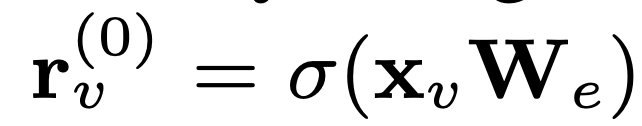 r_v^{(0)} = σ(x_v W_e)